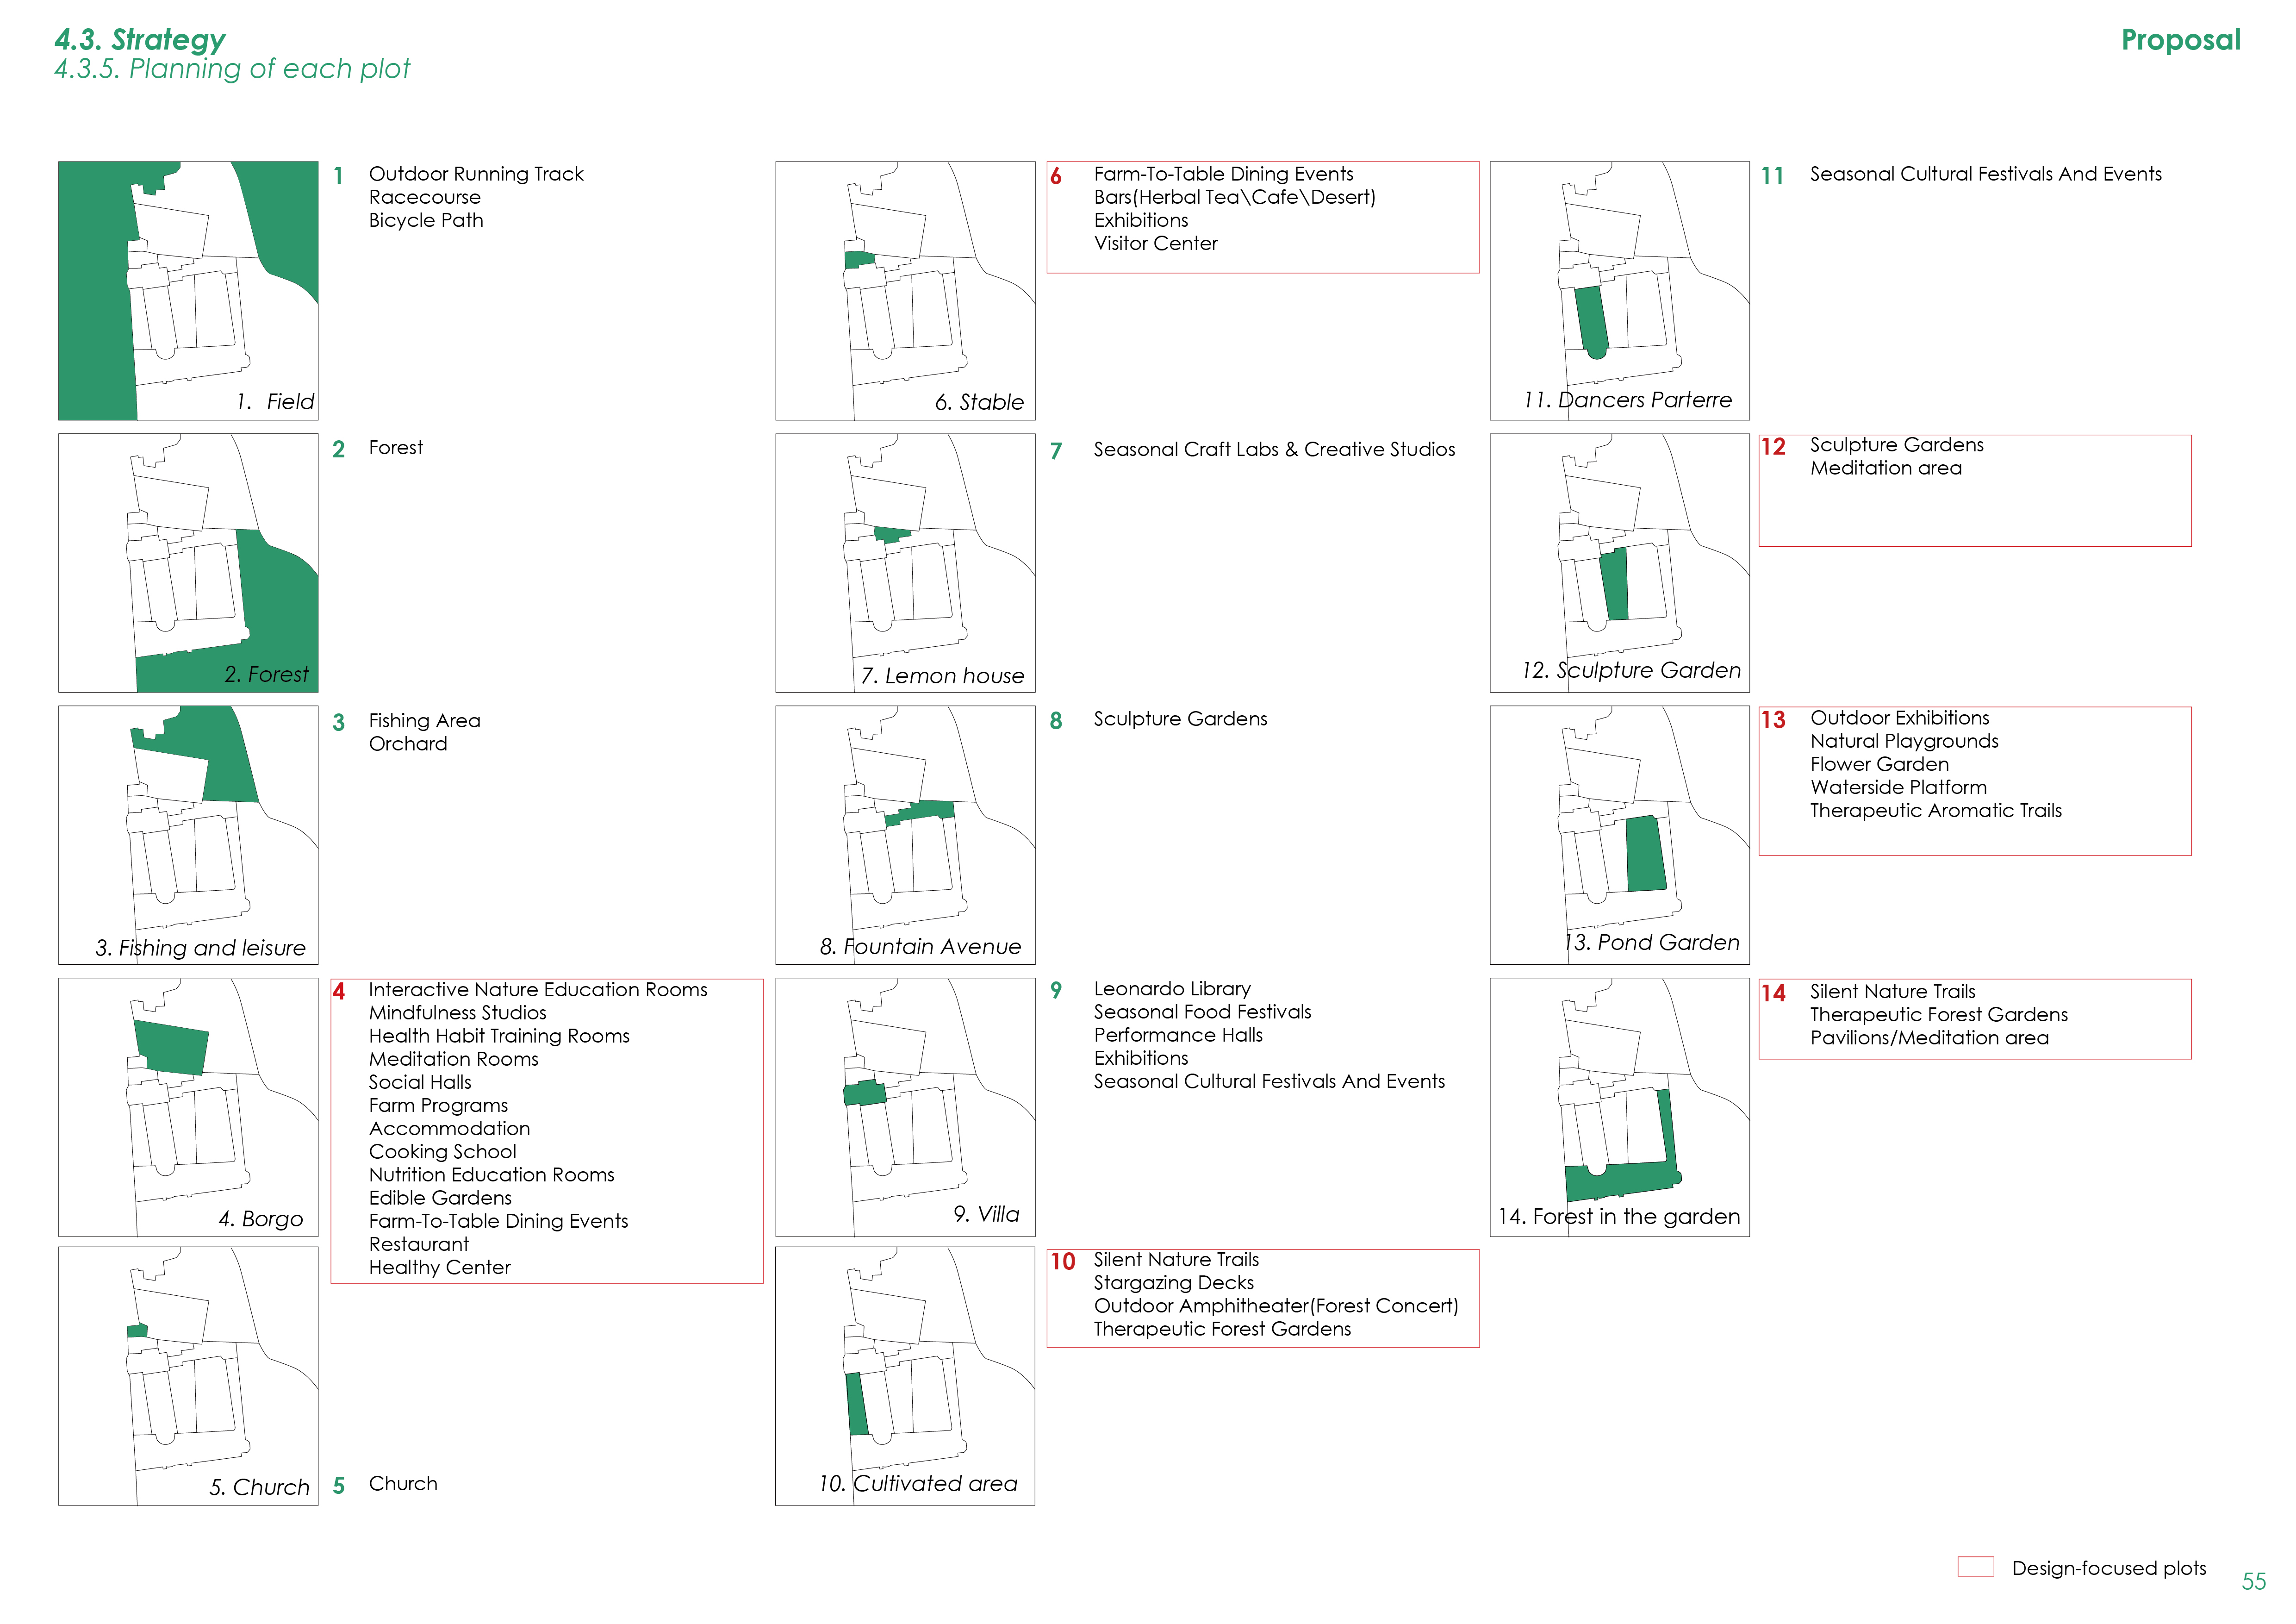 4.3. Strategy
4.3.5. Planning of each plot
Proposal
1. Field
1 Outdoor Running Track
Racecourse
Bicycle Path
2. Forest
2 Forest
3. Fishing and leisure
3 Fishing Area
Orchard
4. Borgo
4 Interactive Nature Education Rooms
Mindfulness Studios
Health Habit Training Rooms
Meditation Rooms
Social Halls
Farm Programs
Accommodation
Cooking School
Nutrition Education Rooms
Edible Gardens
Farm-To-Table Dining Events
Restaurant
Healthy Center
5. Church
5 Church
6. Stable
6 Farm-To-Table Dining Events
Bars(Herbal Tea\Cafe\Desert)
Exhibitions
Visitor Center
7. Lemon house
7 Seasonal Craft Labs & Creative Studios
8. Fountain Avenue
8 Sculpture Gardens
9. Villa
9 Leonardo Library
Seasonal Food Festivals
Performance Halls
Exhibitions
Seasonal Cultural Festivals And Events
10. Cultivated area
10 Silent Nature Trails
Stargazing Decks
Outdoor Amphitheater(Forest Concert)
Therapeutic Forest Gardens
11. Dancers Parterre
11 Seasonal Cultural Festivals And Events
12. Sculpture Garden
12 Sculpture Gardens
Meditation area
13. Pond Garden
13 Outdoor Exhibitions
Natural Playgrounds
Flower Garden
Waterside Platform
Therapeutic Aromatic Trails
14. Forest in the garden
14 Silent Nature Trails
Therapeutic Forest Gardens
Pavilions/Meditation area
Design-focused plots
55